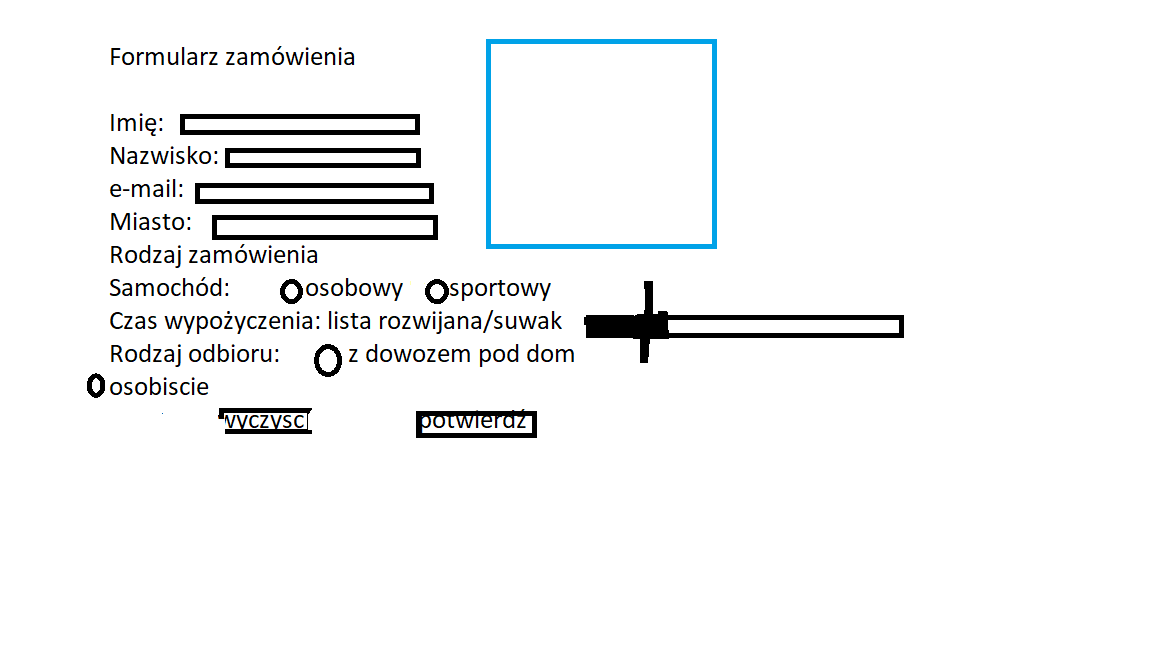 Formularz zamówienia
Imię:
Nazwisko:
e-mail:
Miasto:
Rodzaj zamówienia
Samochód: osobowy sportowy
Czas wypożyczenia: lista rozwijana/suwak
Rodzaj odbioru: z dowozem pod dom
osobiscie
wyczysc potwierdź